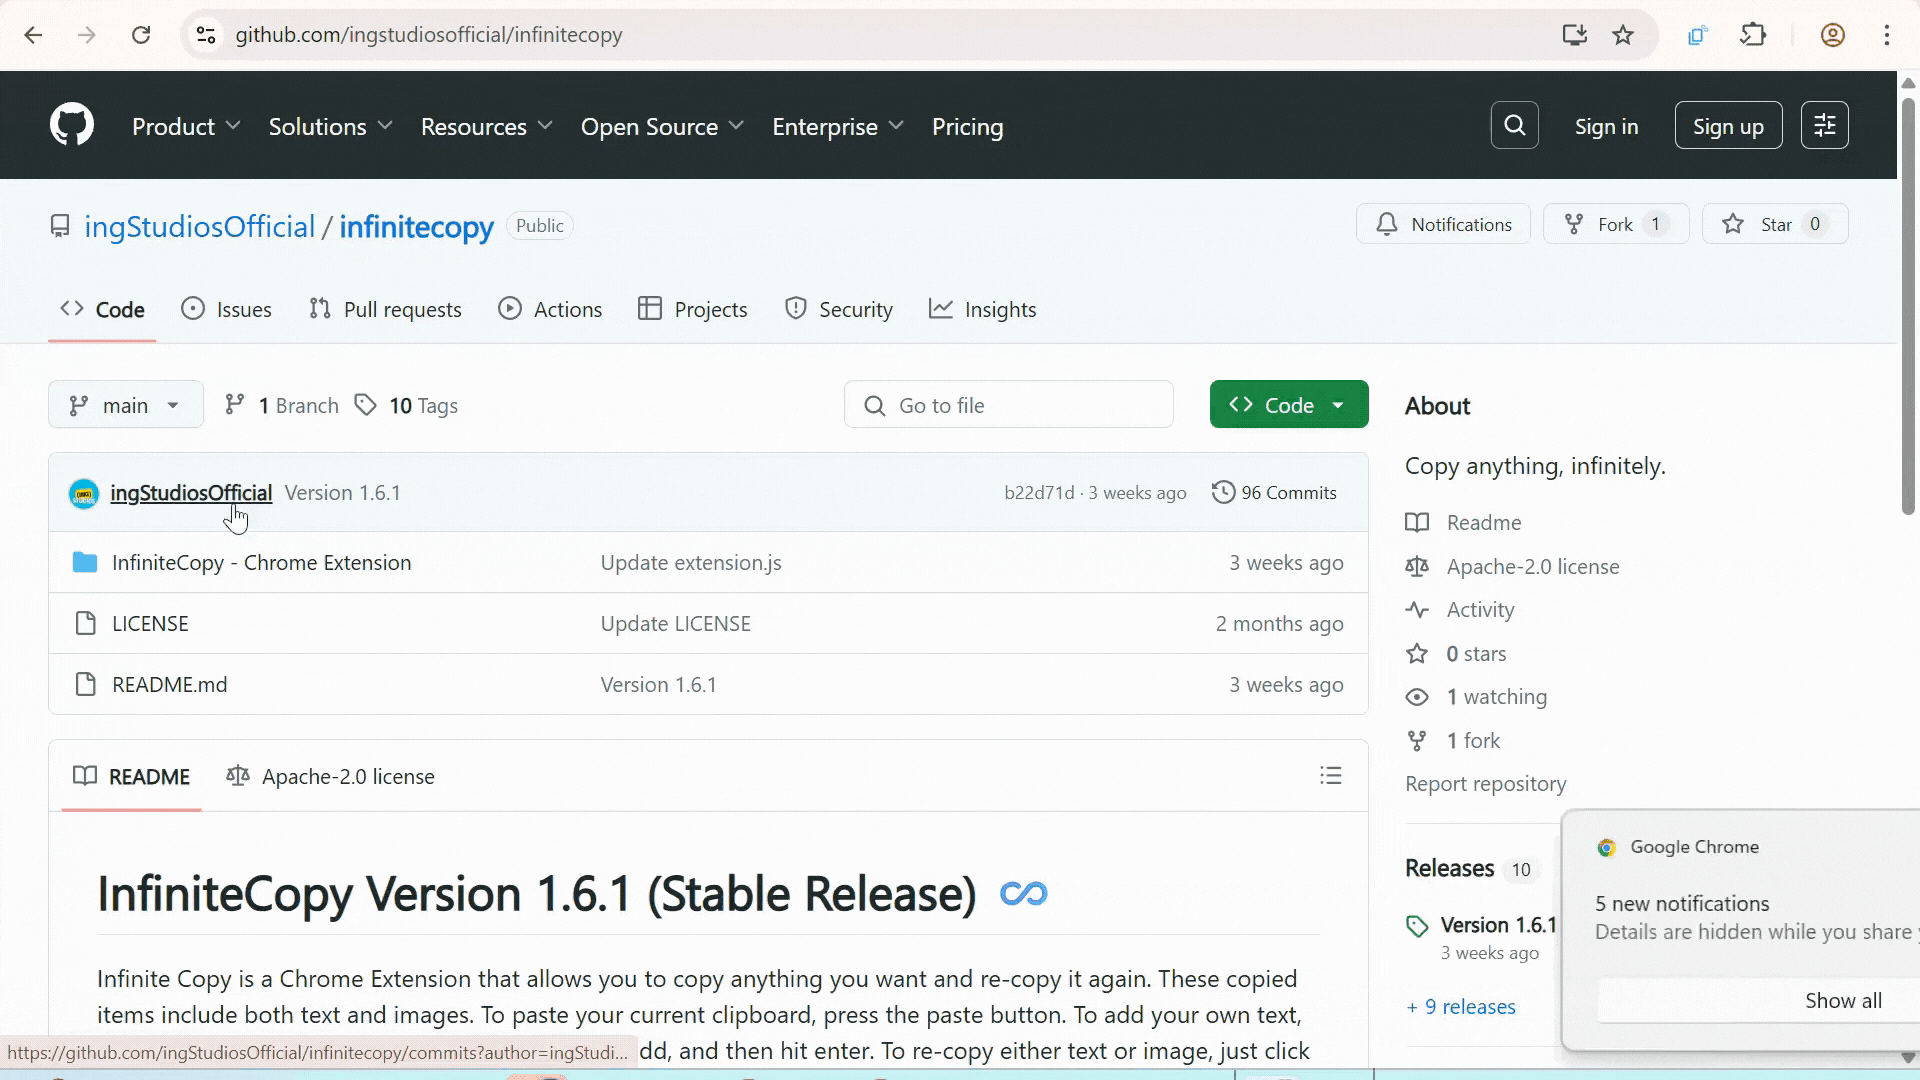 github.com/ingstudiosofficial/infinitecopy
Product Solutions Resources Open Source Enterprise Pricing Sign in Sign up
ingStudiosOfficial / infinitecopy Public Notifications Fork 1 Star 0
Code Issues Pull requests Actions Projects Security Insights
main 1 Branch 10 Tags Go to file Code
ingStudiosOfficial Version 1.6.1 b22d71d · 3 weeks ago 96 Commits
InfiniteCopy - Chrome Extension Update extension.js 3 weeks ago
LICENSE Update LICENSE 2 months ago
README.md Version 1.6.1 3 weeks ago
README Apache-2.0 license
InfiniteCopy Version 1.6.1 (Stable Release)
Infinite Copy is a Chrome Extension that allows you to copy anything you want and re-copy it again. These copied
items include both text and images. To paste your current clipboard, press the paste button. To add your own text,
dd, and then hit enter. To re-copy either text or image, just click
https://github.com/ingStudiosOfficial/infinitecopy/commits?author=ingStudi...
About
Copy anything, infinitely.
Readme
Apache-2.0 license
Activity
0 stars
1 watching
1 fork
Report repository
Releases 10
Version 1.6.1
3 weeks ago
+ 9 releases
Google Chrome
5 new notifications
Details are hidden while you share
Show all